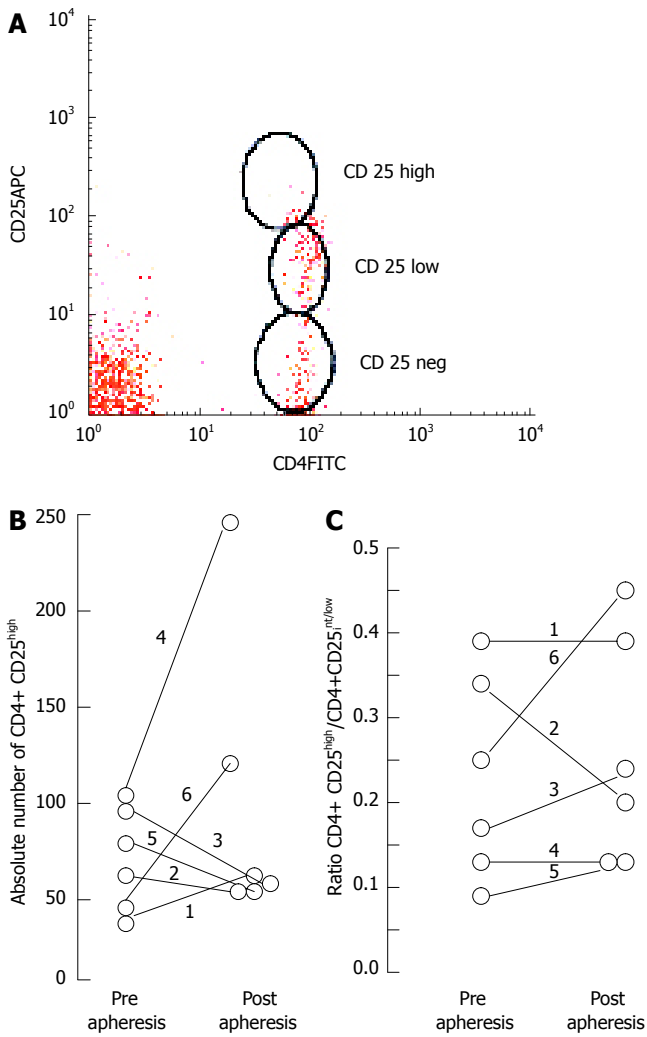 A
10^4
10^3
10^2
10^1
10^0
CD25APC
CD 25 high
CD 25 low
CD 25 neg
10^0
10^1
10^2
10^3
10^4
CD4FITC
B
250
200
150
100
50
0
Absolute number of CD4+ CD25^high
4
6
5
3
2
1
Pre
apheresis
Post
apheresis
C
0.5
0.4
0.3
0.2
0.1
0.0
Ratio CD4+ CD25^high/CD4+CD25_i^nt/low
1
6
2
3
4
5
Pre
apheresis
Post
apheresis